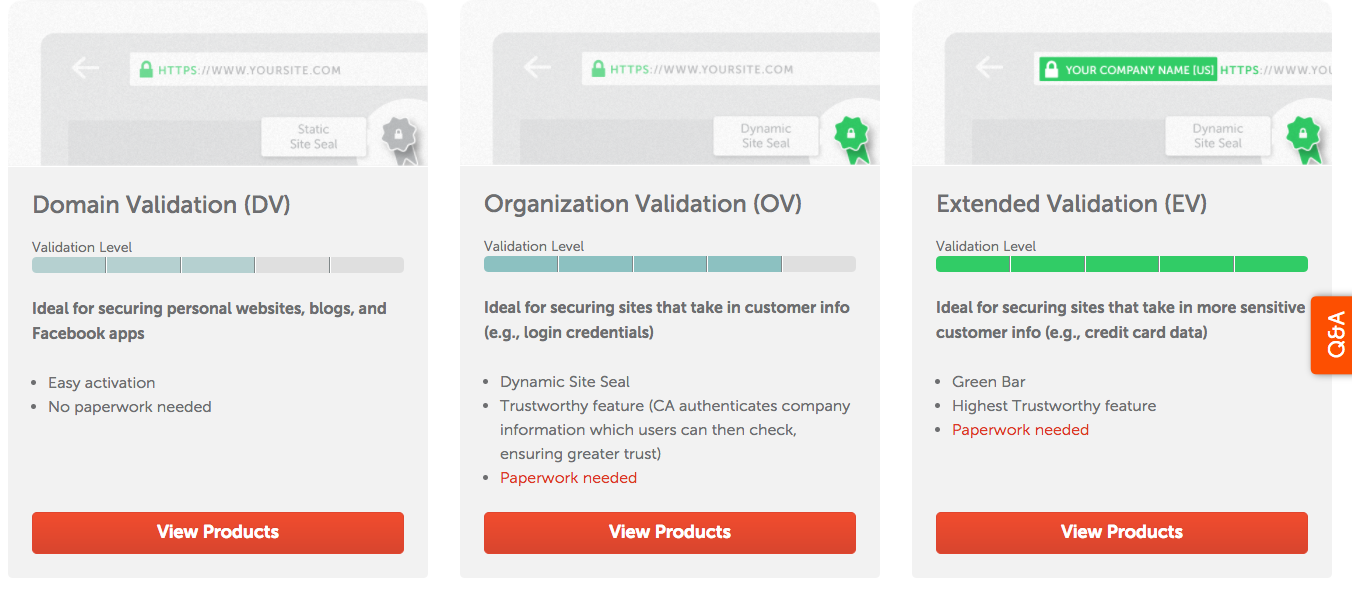 HTTPS://WWW.YOURSITE.COM
Static
Site Seal
Domain Validation (DV)
Validation Level
Ideal for securing personal websites, blogs, and
Facebook apps
• Easy activation
• No paperwork needed
View Products
HTTPS://WWW.YOURSITE.COM
Dynamic
Site Seal
Organization Validation (OV)
Validation Level
Ideal for securing sites that take in customer info
(e.g., login credentials)
• Dynamic Site Seal
• Trustworthy feature (CA authenticates company
information which users can then check,
ensuring greater trust)
• Paperwork needed
View Products
YOUR COMPANY NAME [US] HTTPS://WWW.YOU
Dynamic
Site Seal
Extended Validation (EV)
Validation Level
Ideal for securing sites that take in more sensitive
customer info (e.g., credit card data)
• Green Bar
• Highest Trustworthy feature
• Paperwork needed
View Products
Q&A